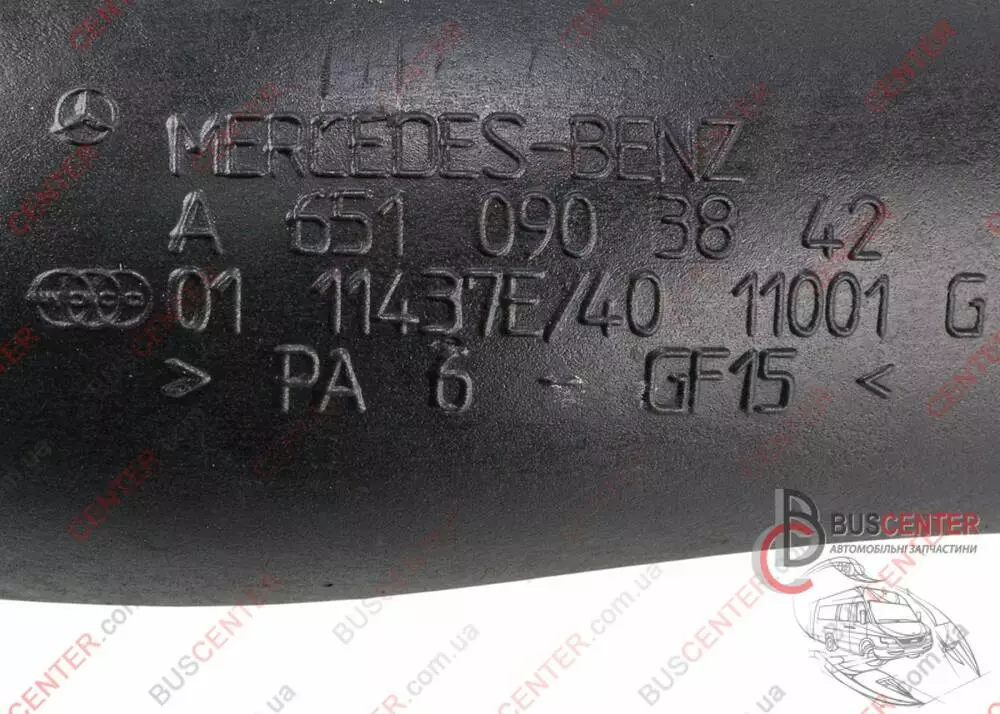 MERCEDES-BENZ
A 651 090 38 42
01 11437E/40 11001 G
> PA 6 - GF15 <
BUSCENTER
АВТОМОБІЛЬНІ ЗАПЧАСТИНИ
BUSCENTER.com.ua